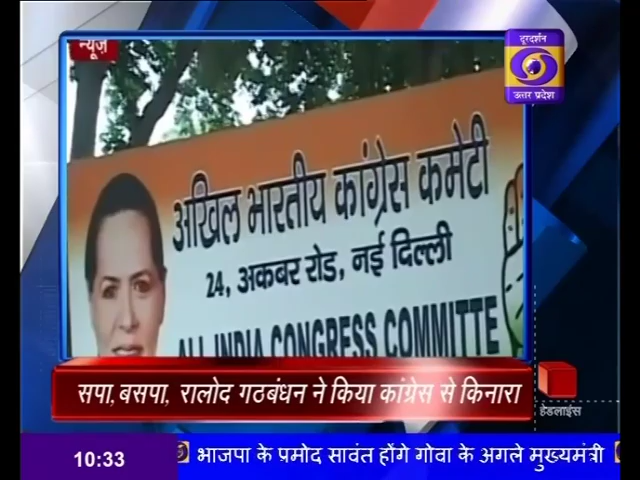 न्यूज़
दूरदर्शन
उत्तर प्रदेश
अखिल भारतीय कांग्रेस कमेटी
24, अकबर रोड, नई दिल्ली
ALL INDIA CONGRESS COMMITTE
सपा, बसपा, रालोद गठबंधन ने किया कांग्रेस से किनारा
हेडलाइंस
10:33 भाजपा के प्रमोद सावंत होंगे गोवा के अगले मुख्यमंत्री